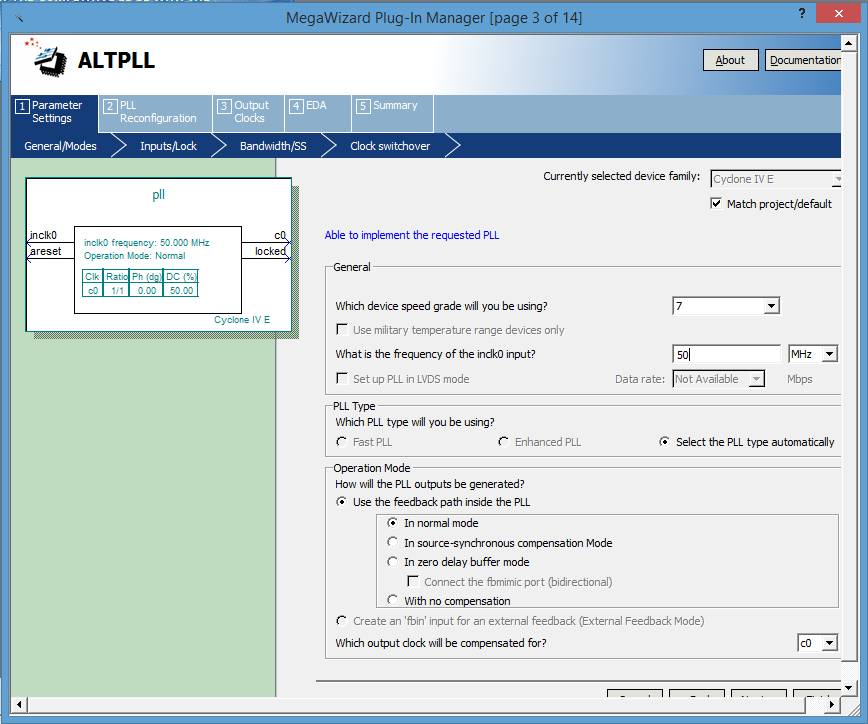 MegaWizard Plug-In Manager [page 3 of 14]
?
ALTPLL
About
Documentation
1 Parameter Settings
2 PLL Reconfiguration
3 Output Clocks
4 EDA
5 Summary
General/Modes
Inputs/Lock
Bandwidth/SS
Clock switchover
pll
inclk0
areset
c0
locked
inclk0 frequency: 50.000 MHz
Operation Mode: Normal
Clk Ratio Ph (dg) DC (%)
c0 1/1 0.00 50.00
Cyclone IV E
Currently selected device family:
Cyclone IV E
Match project/default
Able to implement the requested PLL
General
Which device speed grade will you be using?
7
Use military temperature range devices only
What is the frequency of the inclk0 input?
50
MHz
Set up PLL in LVDS mode
Data rate:
Not Available
Mbps
PLL Type
Which PLL type will you be using?
Fast PLL
Enhanced PLL
Select the PLL type automatically
Operation Mode
How will the PLL outputs be generated?
Use the feedback path inside the PLL
In normal mode
In source-synchronous compensation Mode
In zero delay buffer mode
Connect the fbmimic port (bidirectional)
With no compensation
Create an 'fbin' input for an external feedback (External Feedback Mode)
Which output clock will be compensated for?
c0